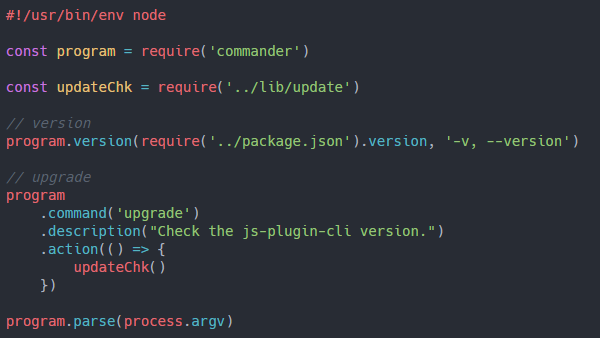 #!/usr/bin/env node
const program = require('commander')
const updateChk = require('../lib/update')
// version
program.version(require('../package.json').version, '-v, --version')
// upgrade
program
    .command('upgrade')
    .description("Check the js-plugin-cli version.")
    .action(() => {
        updateChk()
    })
program.parse(process.argv)